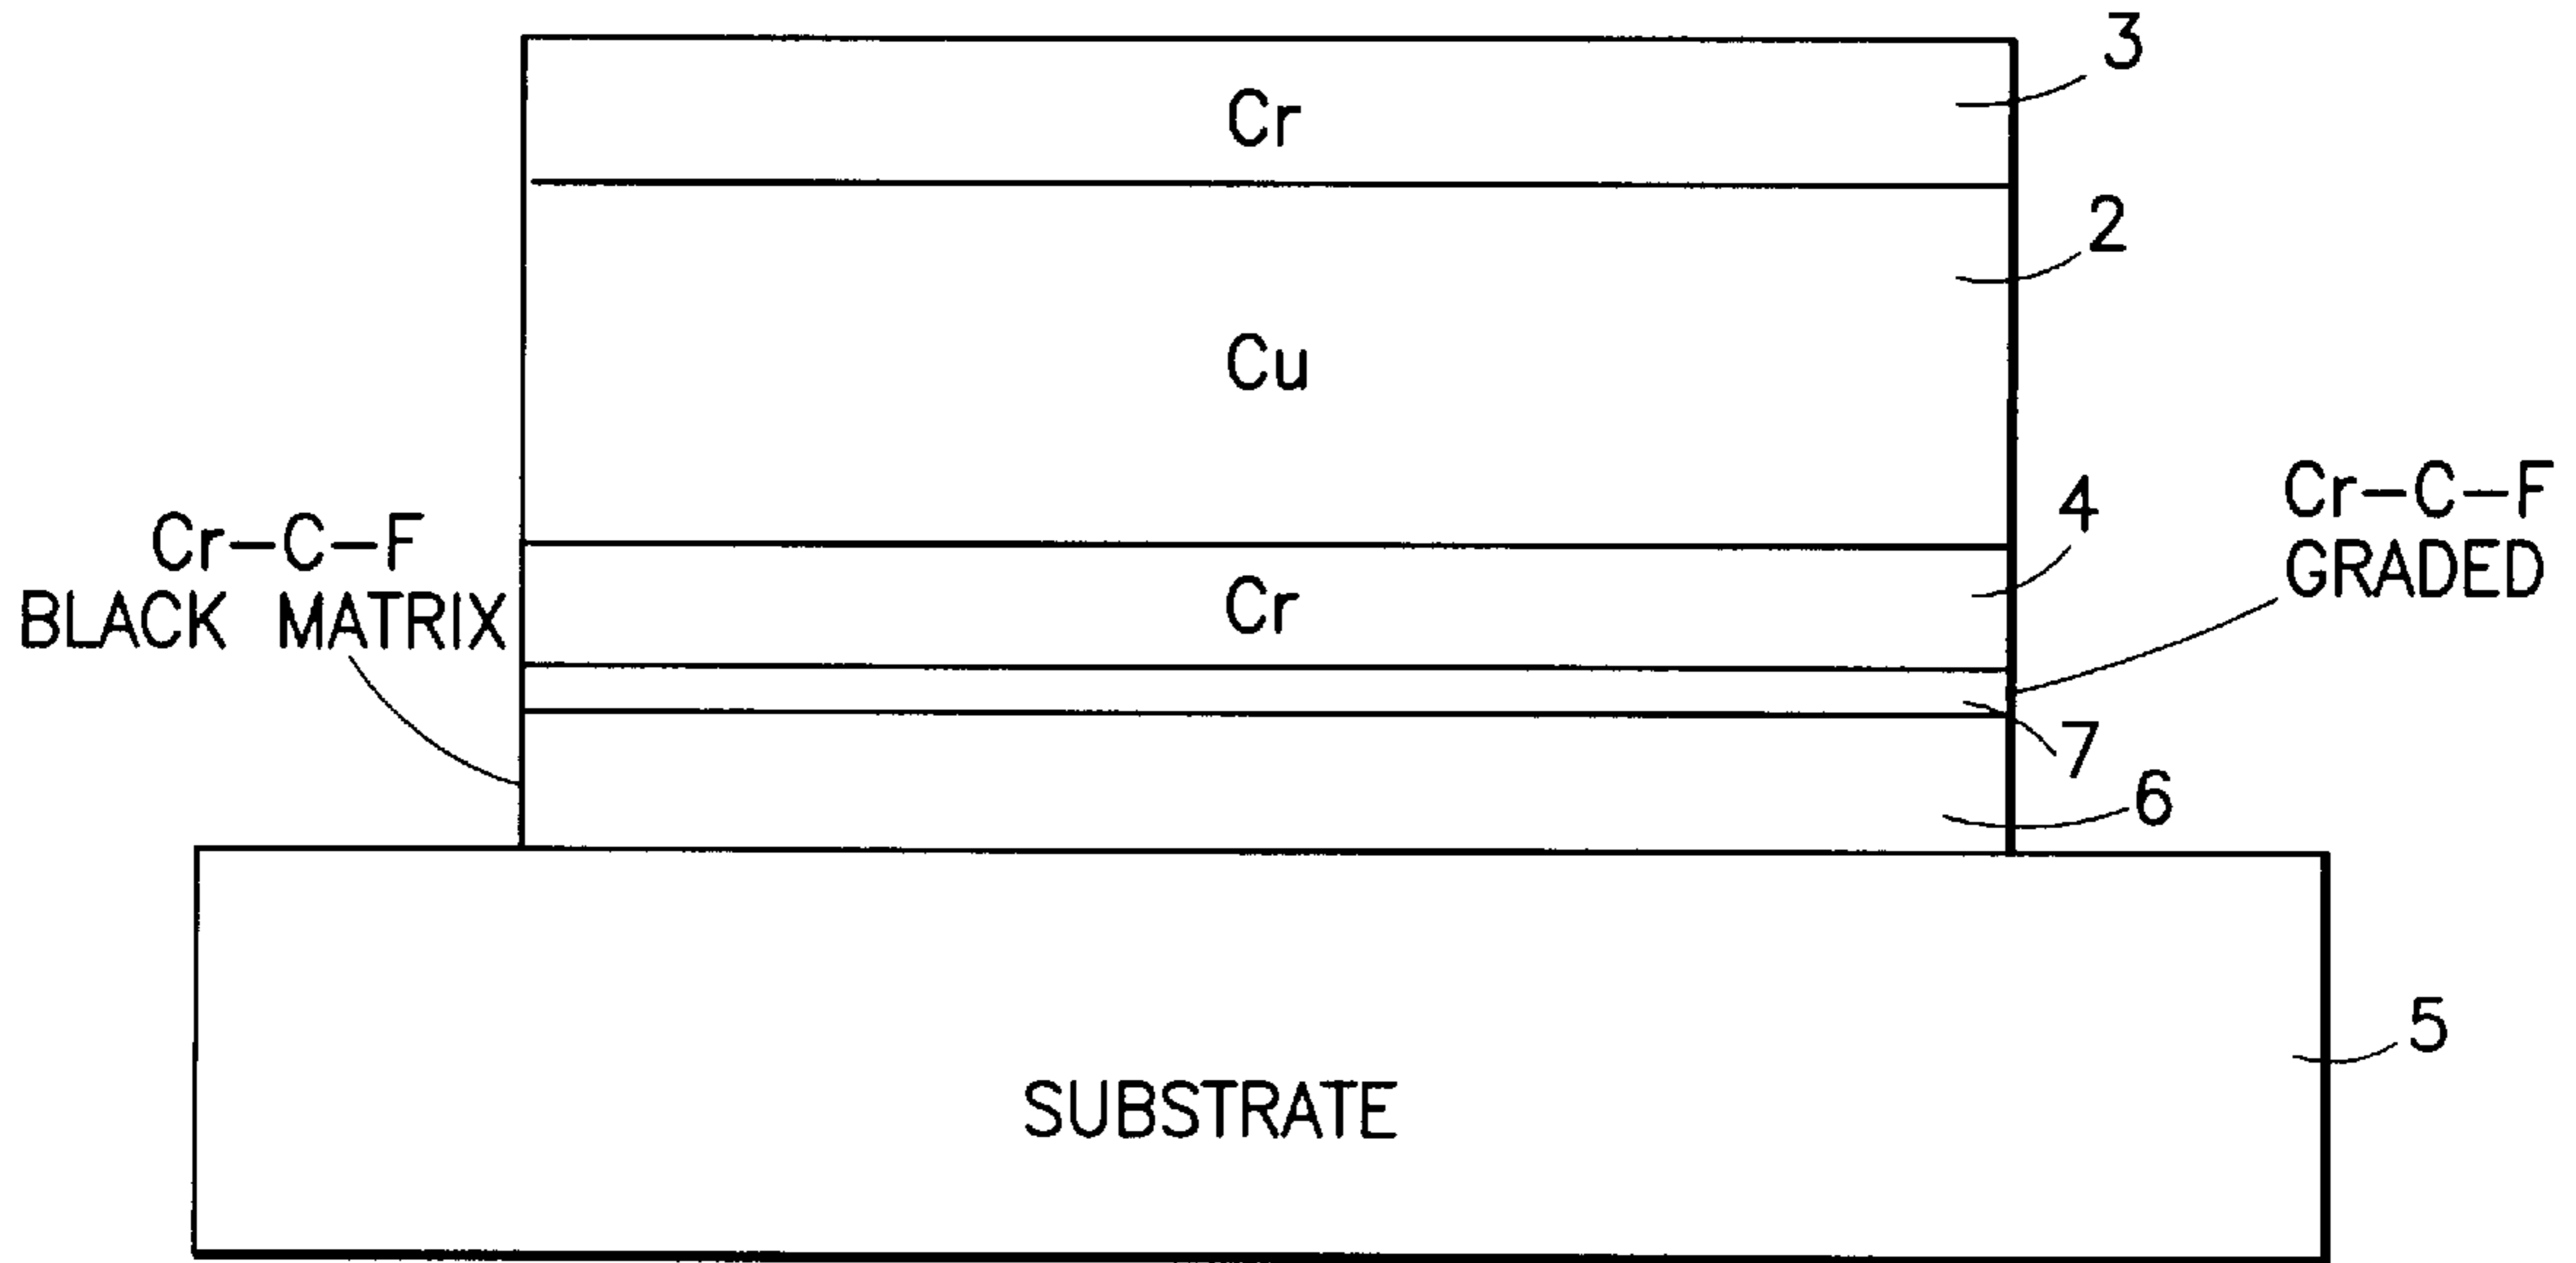 3
Cr
2
Cu
4
Cr-C-F
GRADED
Cr-C-F
BLACK MATRIX
Cr
7
6
5
SUBSTRATE